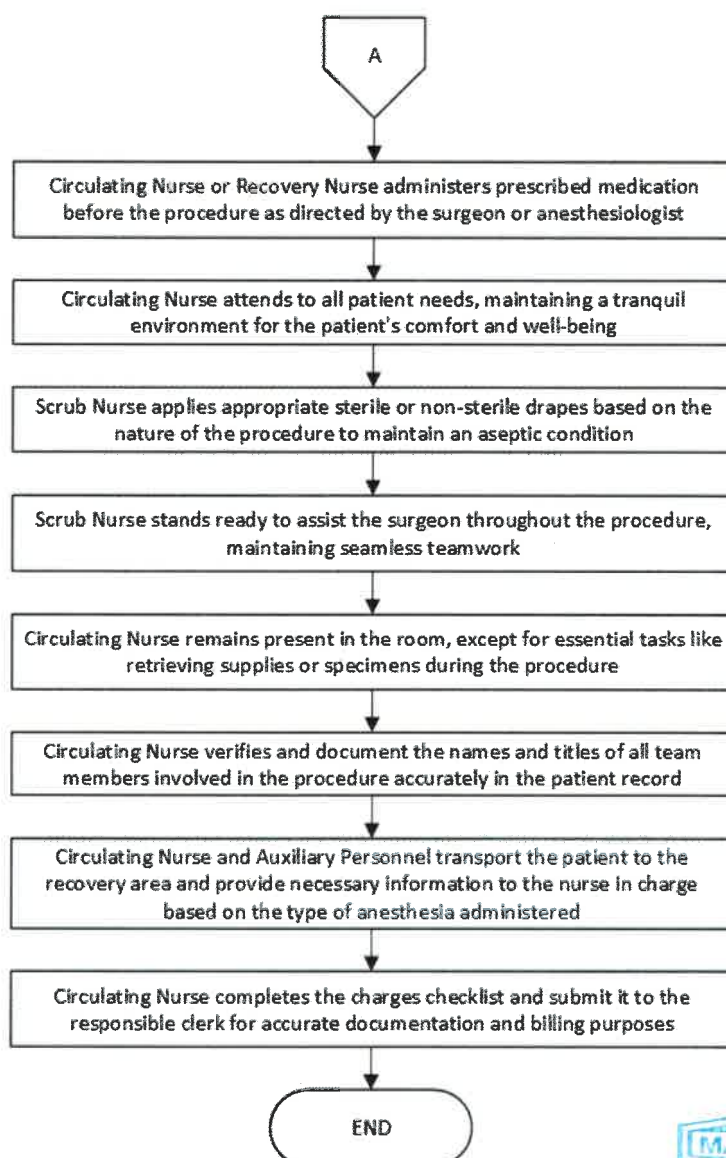 A
Circulating Nurse or Recovery Nurse administers prescribed medication
before the procedure as directed by the surgeon or anesthesiologist
Circulating Nurse attends to all patient needs, maintaining a tranquil
environment for the patient's comfort and well-being
Scrub Nurse applies appropriate sterile or non-sterile drapes based on the
nature of the procedure to maintain an aseptic condition
Scrub Nurse stands ready to assist the surgeon throughout the procedure,
maintaining seamless teamwork
Circulating Nurse remains present in the room, except for essential tasks like
retrieving supplies or specimens during the procedure
Circulating Nurse verifies and document the names and titles of all team
members involved in the procedure accurately in the patient record
Circulating Nurse and Auxiliary Personnel transport the patient to the
recovery area and provide necessary information to the nurse in charge
based on the type of anesthesia administered
Circulating Nurse completes the charges checklist and submit it to the
responsible clerk for accurate documentation and billing purposes
END